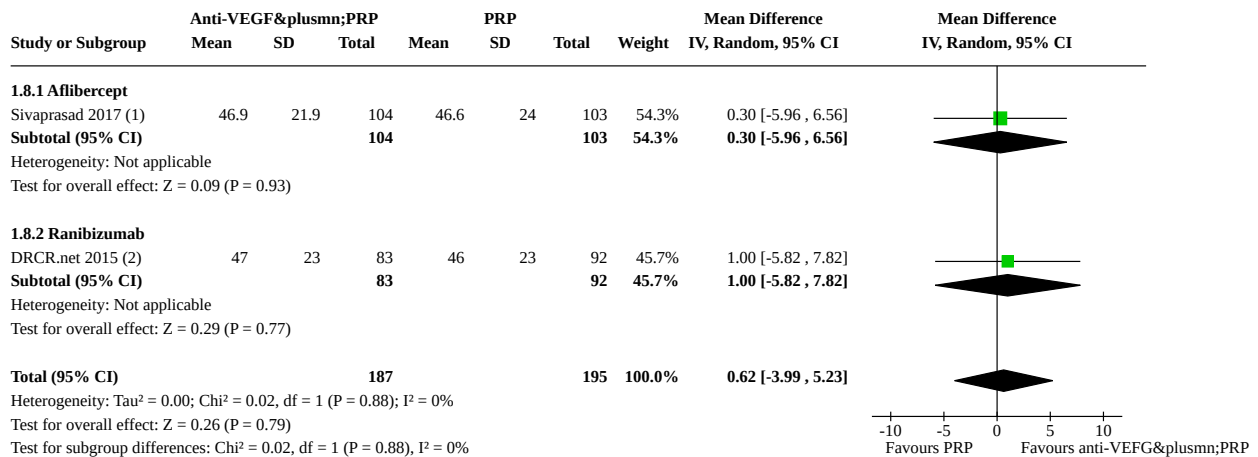 Anti-VEGF&plusmn;PRP PRP Mean Difference Mean Difference
Study or Subgroup Mean SD Total Mean SD Total Weight IV, Random, 95% CI IV, Random, 95% CI
1.8.1 Aflibercept
Sivaprasad 2017 (1) 46.9 21.9 104 46.6 24 103 54.3% 0.30 [-5.96 , 6.56]
Subtotal (95% CI) 104 103 54.3% 0.30 [-5.96 , 6.56]
Heterogeneity: Not applicable
Test for overall effect: Z = 0.09 (P = 0.93)
1.8.2 Ranibizumab
DRCR.net 2015 (2) 47 23 83 46 23 92 45.7% 1.00 [-5.82 , 7.82]
Subtotal (95% CI) 83 92 45.7% 1.00 [-5.82 , 7.82]
Heterogeneity: Not applicable
Test for overall effect: Z = 0.29 (P = 0.77)
Total (95% CI) 187 195 100.0% 0.62 [-3.99 , 5.23]
Heterogeneity: Tau² = 0.00; Chi² = 0.02, df = 1 (P = 0.88); I² = 0%
Test for overall effect: Z = 0.26 (P = 0.79)
-10 -5 0 5 10
Test for subgroup differences: Chi² = 0.02, df = 1 (P = 0.88), I² = 0%
Favours PRP Favours anti-VEFG&plusmn;PRP